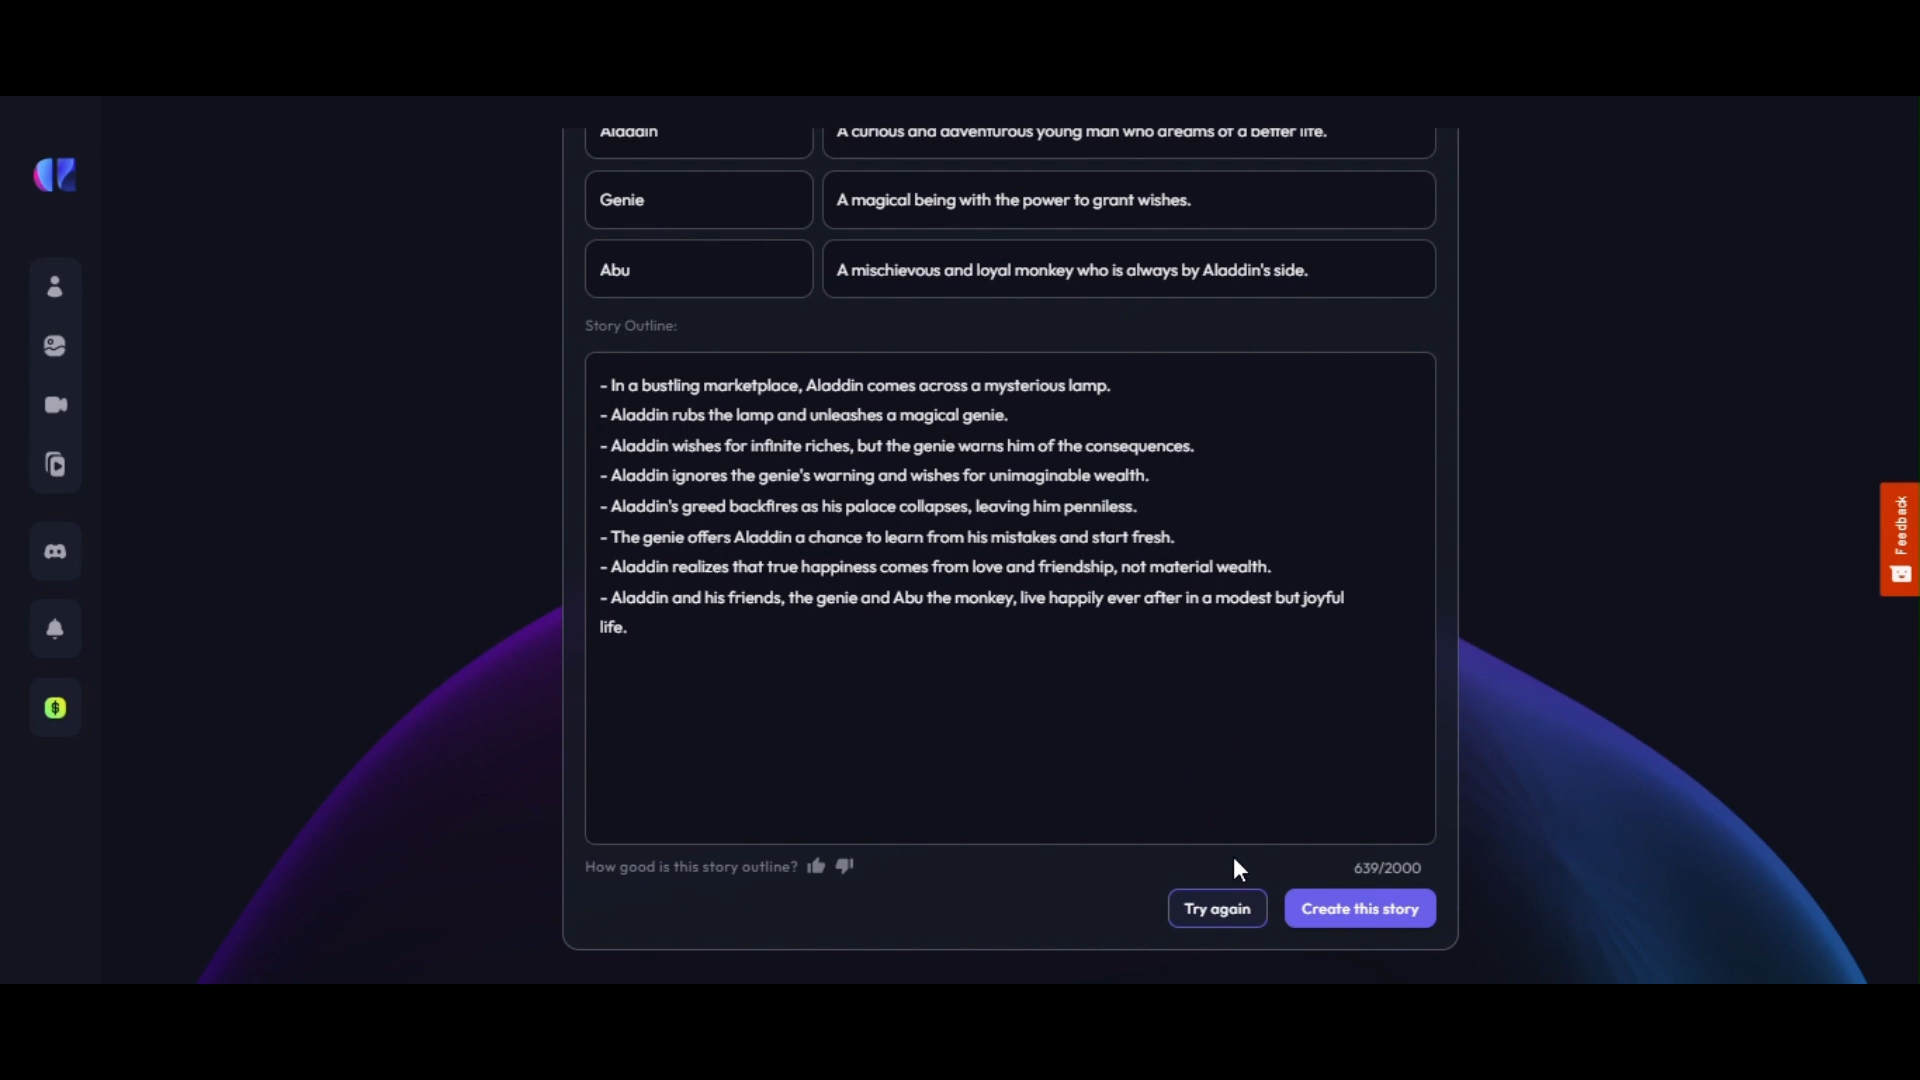 Aladdin
A curious and adventurous young man who dreams of a better life.
Genie
A magical being with the power to grant wishes.
Abu
A mischievous and loyal monkey who is always by Aladdin's side.
Story Outline:
- In a bustling marketplace, Aladdin comes across a mysterious lamp.
- Aladdin rubs the lamp and unleashes a magical genie.
- Aladdin wishes for infinite riches, but the genie warns him of the consequences.
- Aladdin ignores the genie's warning and wishes for unimaginable wealth.
- Aladdin's greed backfires as his palace collapses, leaving him penniless.
- The genie offers Aladdin a chance to learn from his mistakes and start fresh.
- Aladdin realizes that true happiness comes from love and friendship, not material wealth.
- Aladdin and his friends, the genie and Abu the monkey, live happily ever after in a modest but joyful
life.
How good is this story outline?
639/2000
Try again
Create this story
Feedback